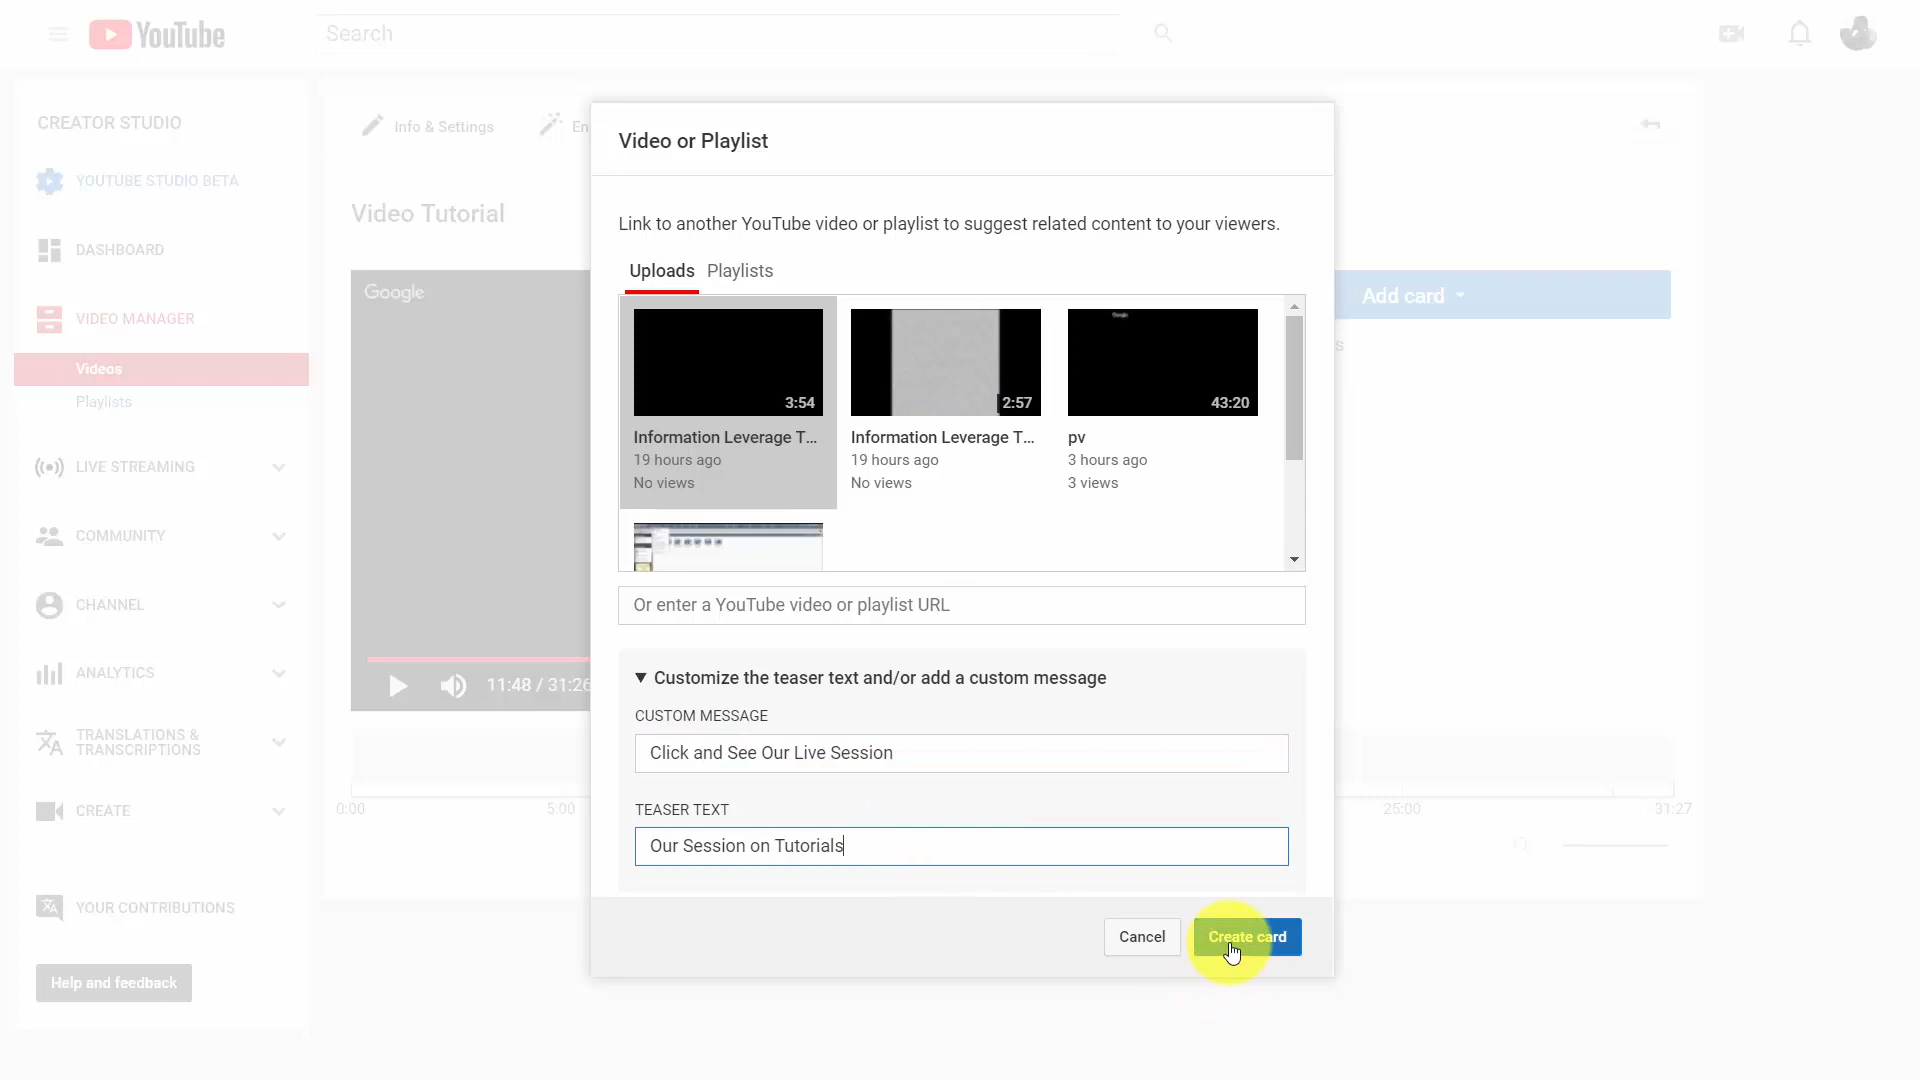 YouTube
Search
CREATOR STUDIO
YOUTUBE STUDIO BETA
DASHBOARD
VIDEO MANAGER
Videos
Playlists
LIVE STREAMING
COMMUNITY
CHANNEL
ANALYTICS
TRANSLATIONS &
TRANSCRIPTIONS
CREATE
YOUR CONTRIBUTIONS
Help and feedback
Info & Settings
En
Video Tutorial
Google
11:48 / 31:26
Add card
s
0:00
5:00
25:00
31:27
Video or Playlist
Link to another YouTube video or playlist to suggest related content to your viewers.
Uploads Playlists
3:54
Information Leverage T...
19 hours ago
No views
2:57
Information Leverage T...
19 hours ago
No views
43:20
pv
3 hours ago
3 views
Or enter a YouTube video or playlist URL
Customize the teaser text and/or add a custom message
CUSTOM MESSAGE
Click and See Our Live Session
TEASER TEXT
Our Session on Tutorials
Cancel
Create card